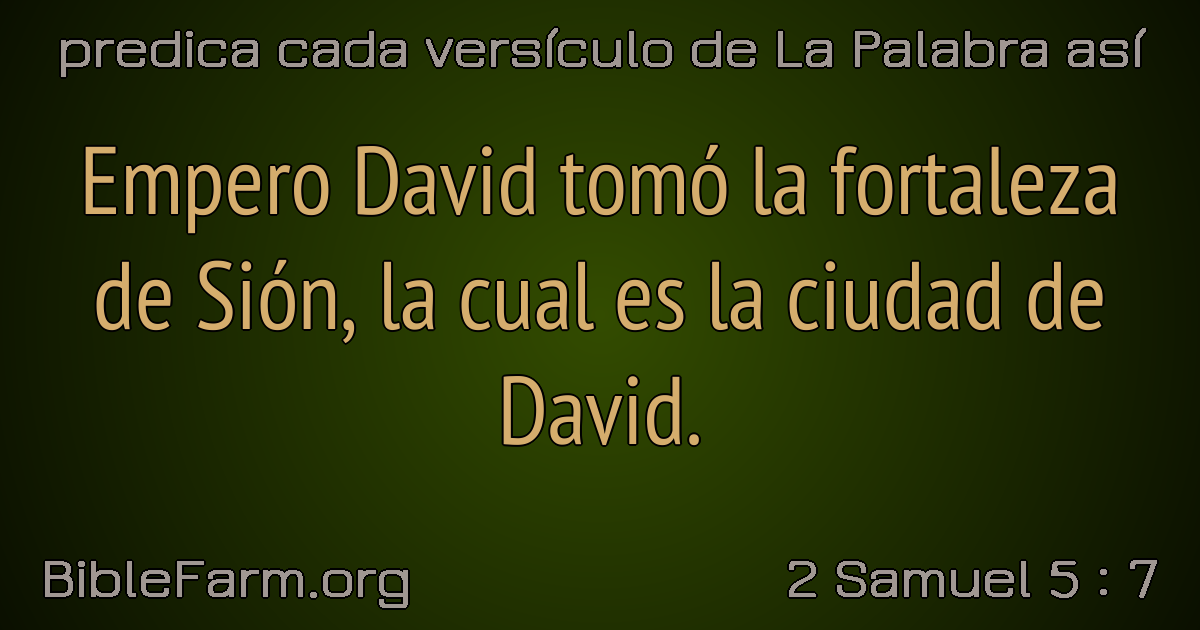 predica cada versículo de La Palabra así
Empero David tomó la fortaleza
de Sión, la cual es la ciudad de
David.
BibleFarm.org
2 Samuel 5 : 7